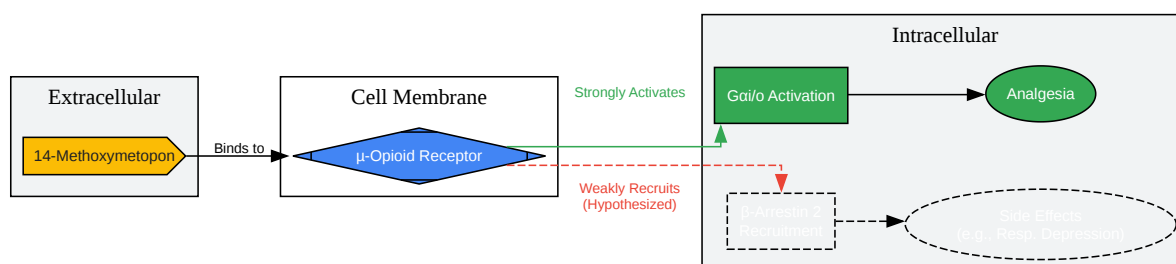 Extracellular
14-Methoxymetopon
Binds to
Cell Membrane
μ-Opioid Receptor
Strongly Activates
Weakly Recruits
(Hypothesized)
Intracellular
Gαi/o Activation
Analgesia
β-Arrestin 2
Recruitment
Side Effects
(e.g., Resp. Depression)